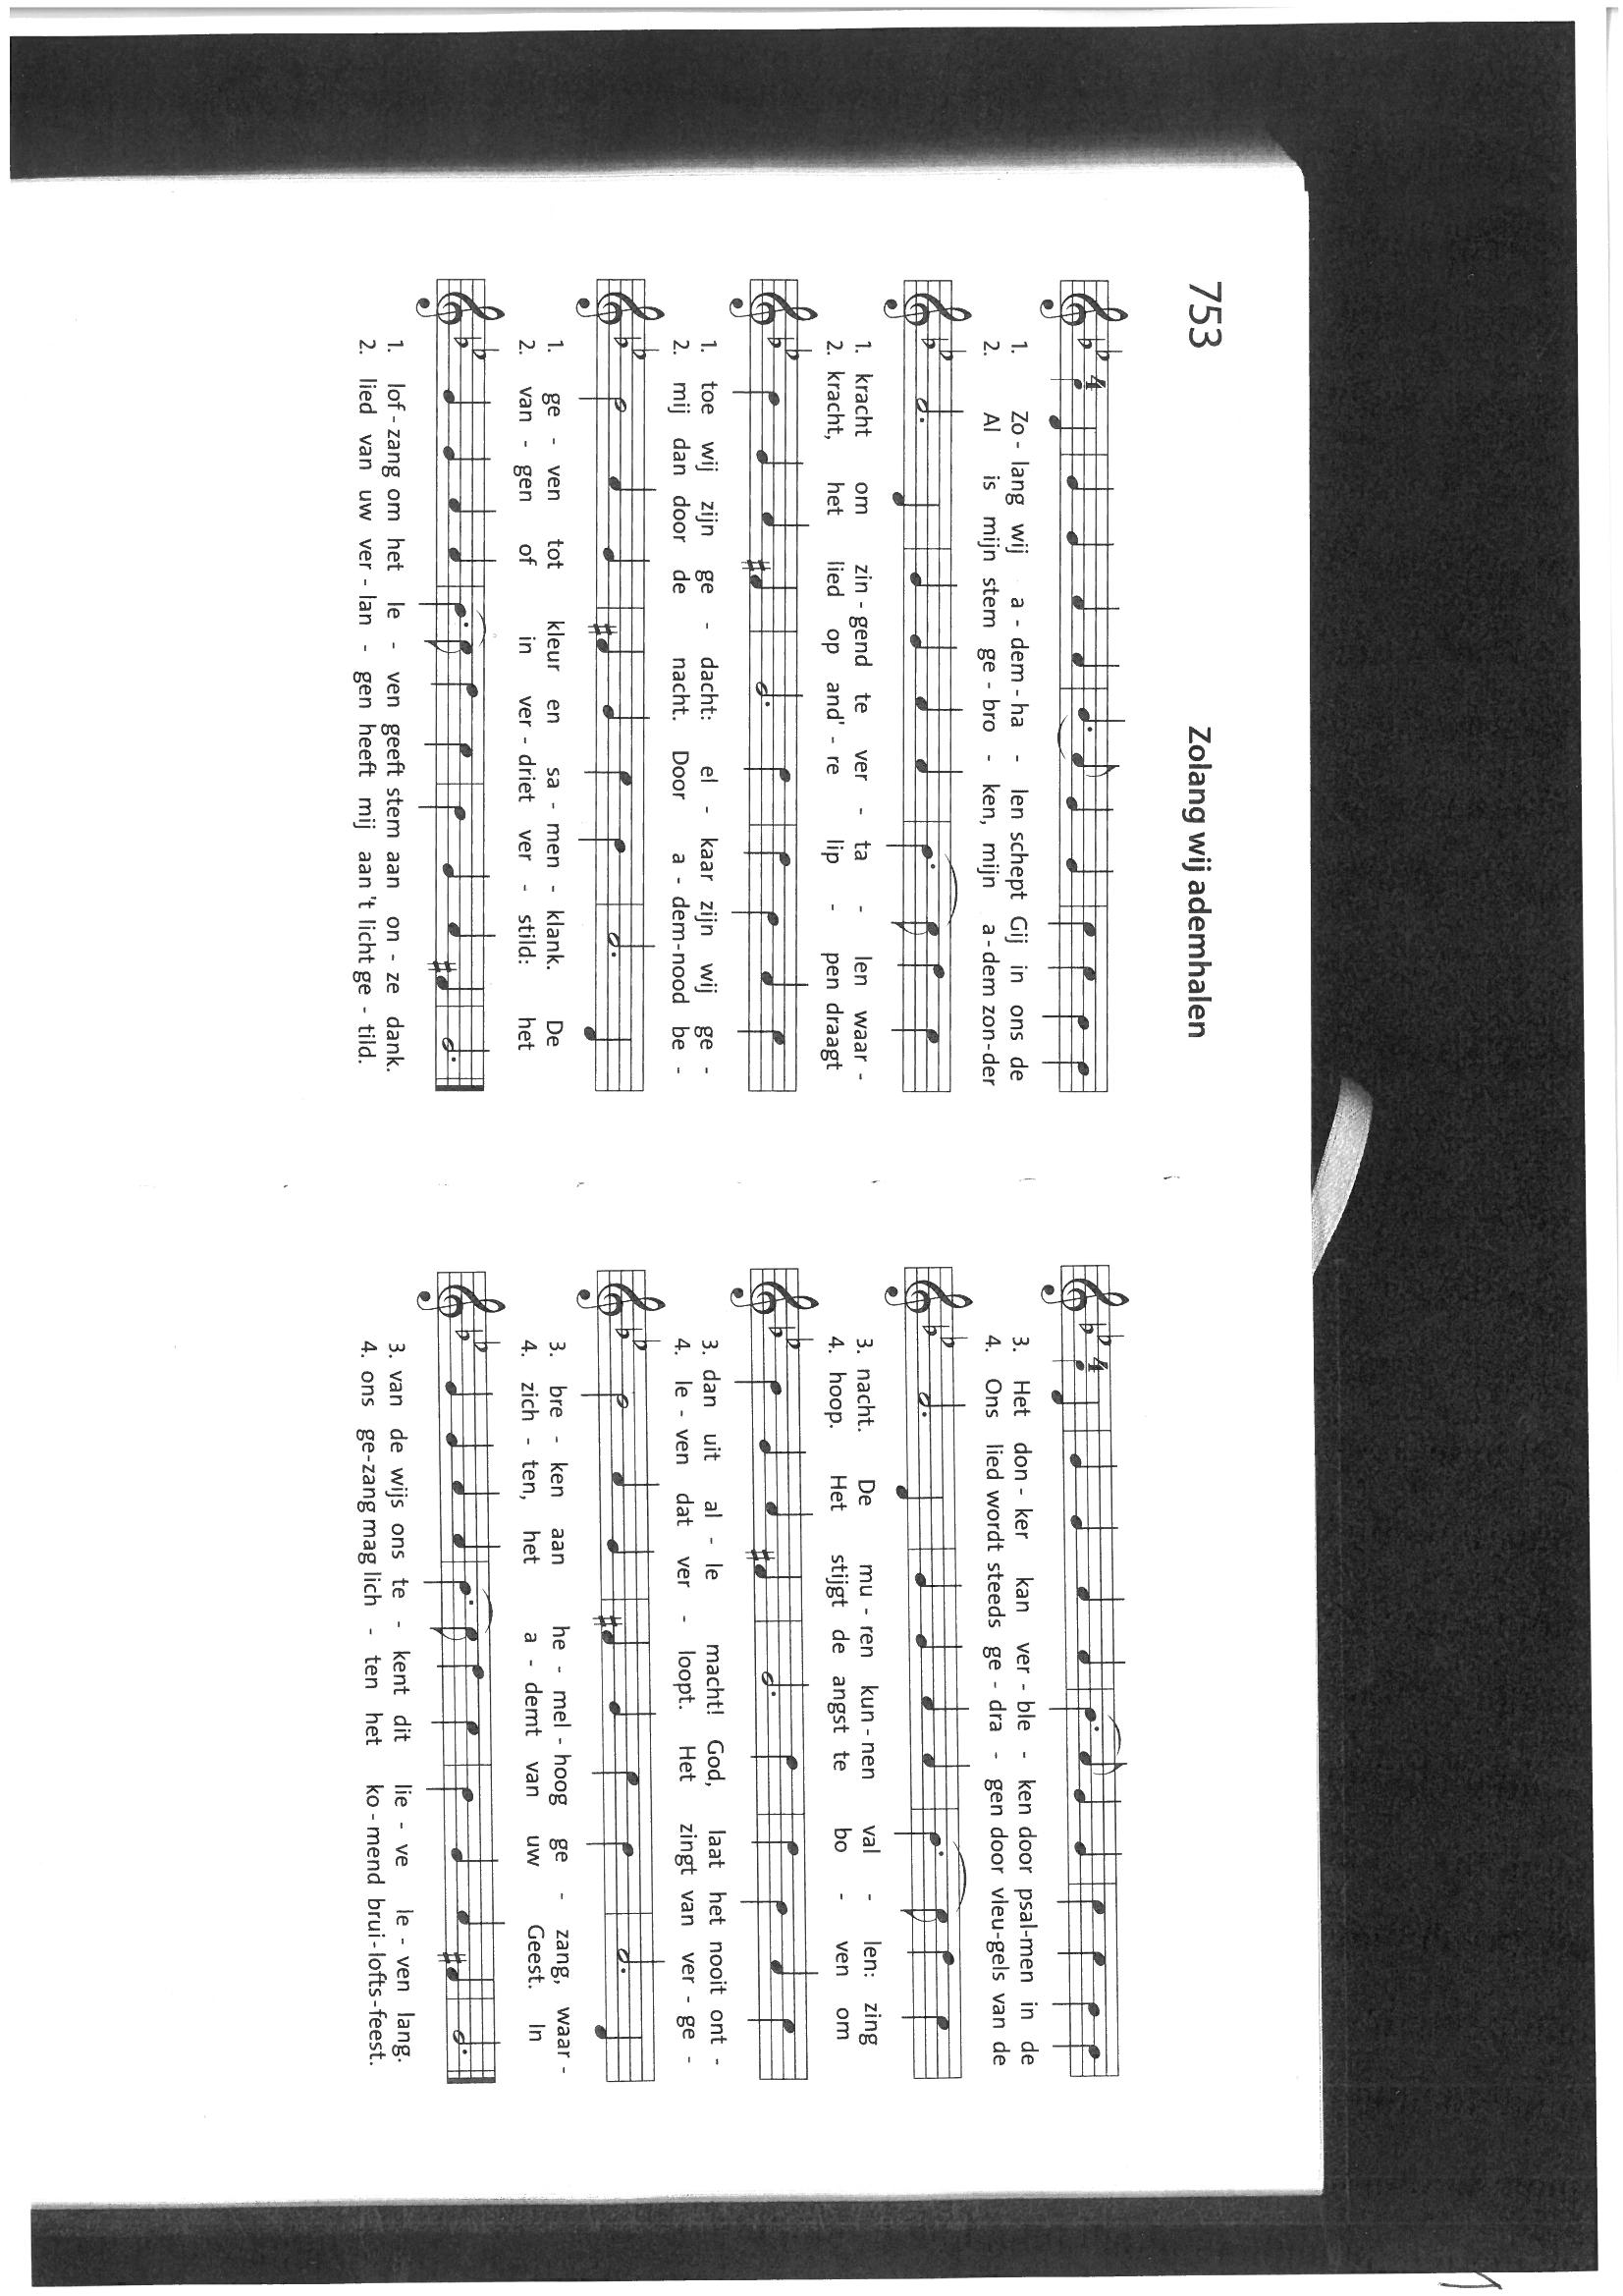 753
Zolang wij ademhalen
1. Zo - lang wij a - dem - ha - len schept Gij in ons de
2. Al is mijn stem ge - bro - ken, mijn a - dem zon - der
1. kracht om zin - gend te ver - ta - len waar -
2. kracht, het lied op and' - re lip - pen draagt
1. toe wij zijn ge - dacht: el - kaar zijn wij ge -
2. mij dan door de nacht. Door a - dem - nood be -
1. ge - ven tot kleur en sa - men - klank. De
2. van - gen of in ver - driet ver - stild: het
1. lof - zang om het le - ven geeft stem aan on - ze dank.
2. lied van uw ver - lan - gen heeft mij aan 't licht ge - tild.
3. Het don - ker kan ver - ble - ken door psal - men in de
4. Ons lied wordt steeds ge - dra - gen door vleu - gels van de
3. nacht. De mu - ren kun - nen val - len: zing
4. hoop. Het stijgt de angst te bo - ven om
3. dan uit al - le macht! God, laat het nooit ont -
4. le - ven dat ver - loopt. Het zingt van ver - ge -
3. bre - ken aan he - mel - hoog ge - zang, waar -
4. zich - ten, het a - demt van uw Geest. In
3. van de wijs ons te - kent dit lie - ve le - ven lang.
4. ons ge - zang mag lich - ten het ko - mend brui - lofts - feest.